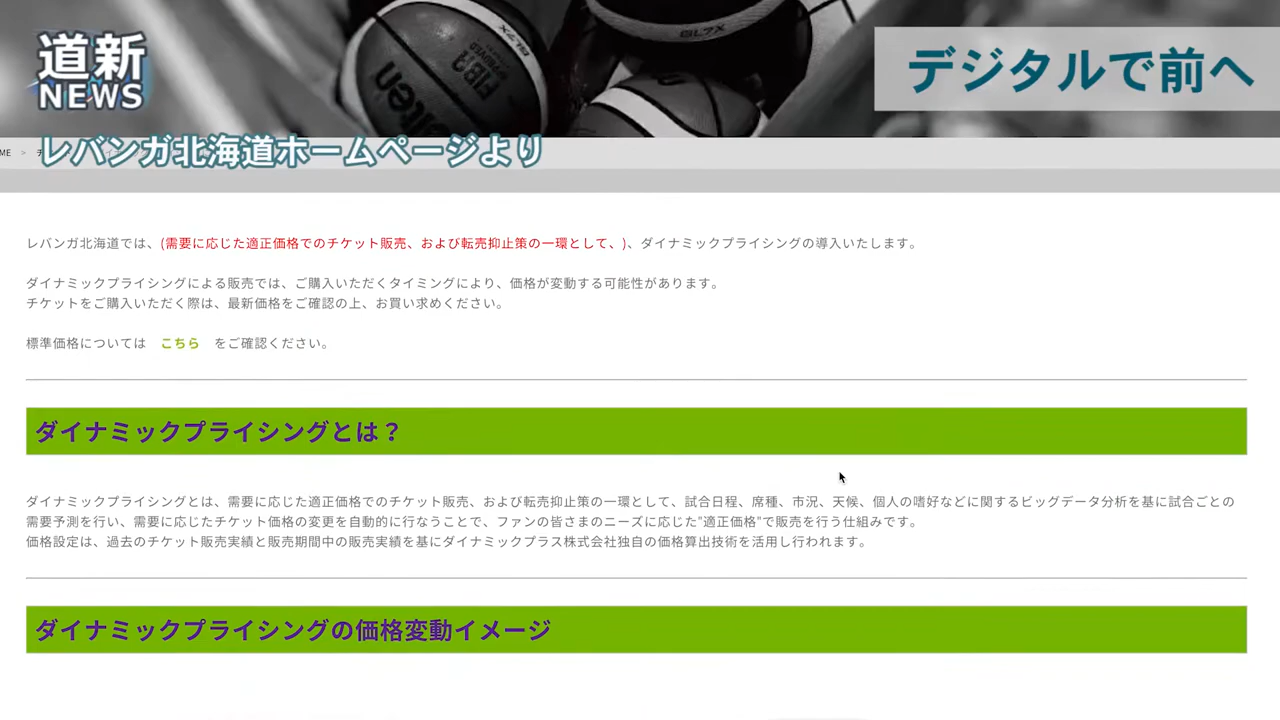 道新
NEWS
デジタルで前へ
GL7X
GL7X
FIBA
APPROVED
molten
レバンガ北海道ホームページより
レバンガ北海道では、(需要に応じた適正価格でのチケット販売、および転売抑止策の一環として、)、ダイナミックプライシングの導入いたします。
ダイナミックプライシングによる販売では、ご購入いただくタイミングにより、価格が変動する可能性があります。
チケットをご購入いただく際は、最新価格をご確認の上、お買い求めください。
標準価格については　こちら　をご確認ください。
ダイナミックプライシングとは？
ダイナミックプライシングとは、需要に応じた適正価格でのチケット販売、および転売抑止策の一環として、試合日程、席種、市況、天候、個人の嗜好などに関するビッグデータ分析を基に試合ごとの
需要予測を行い、需要に応じたチケット価格の変更を自動的に行なうことで、ファンの皆さまのニーズに応じた"適正価格"で販売を行う仕組みです。
価格設定は、過去のチケット販売実績と販売期間中の販売実績を基にダイナミックプラス株式会社独自の価格算出技術を活用し行われます。
ダイナミックプライシングの価格変動イメージ